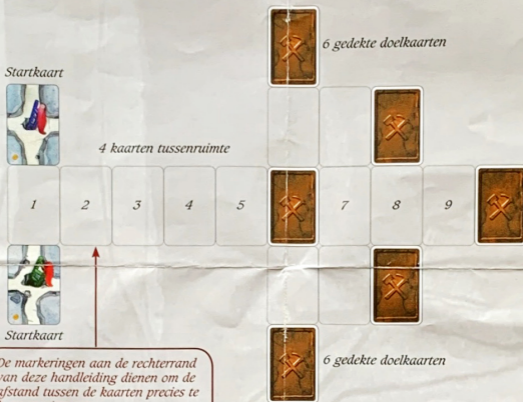 6 gedekte doelkaarten
Startkaart
4 kaarten tussenruimte
1 2 3 4 5 7 8 9
Startkaart
6 gedekte doelkaarten
De markeringen aan de rechterrand
van deze handleiding dienen om de
afstand tussen de kaarten precies te